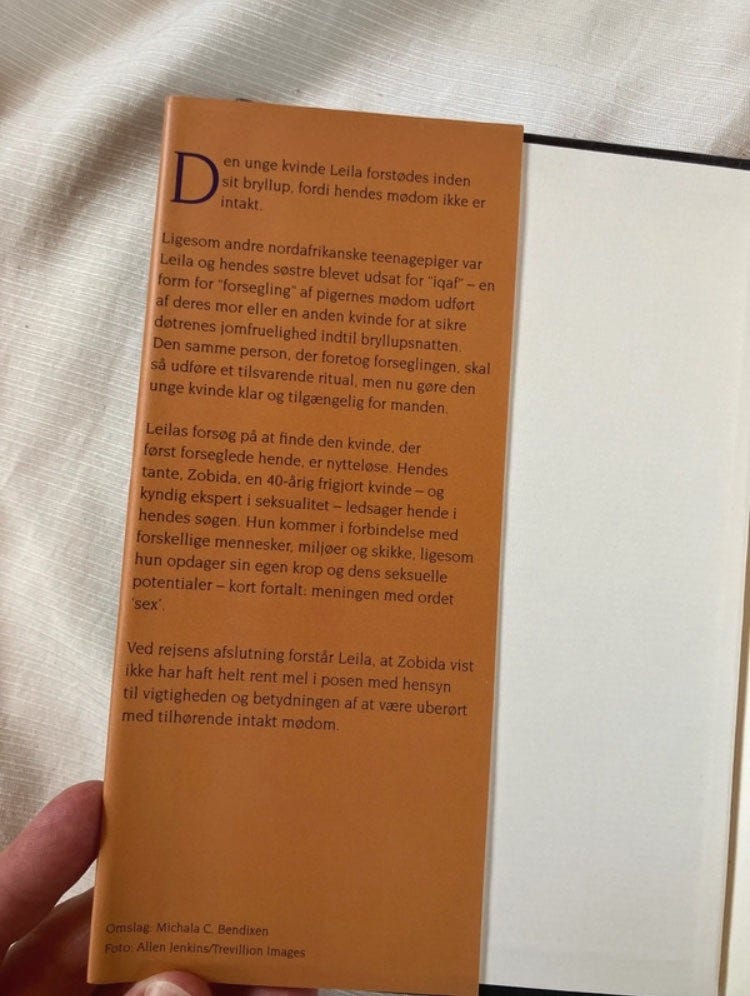 Den unge kvinde Leila forstødes inden
sit bryllup, fordi hendes mødom ikke er
intakt.
Ligesom andre nordafrikanske teenagepiger var
Leila og hendes søstre blevet udsat for "iqaf" – en
form for "forsegling" af pigernes mødom udført
af deres mor eller en anden kvinde for at sikre
døtrenes jomfruelighed indtil bryllupsnatten.
Den samme person, der foretog forseglingen, skal
så udføre et tilsvarende ritual, men nu gøre den
unge kvinde klar og tilgængelig for manden.
Leilas forsøg på at finde den kvinde, der
først forseglede hende, er nytteløse. Hendes
tante, Zobida, en 40-årig frigjort kvinde – og
kyndig ekspert i seksualitet – ledsager hende i
hendes søgen. Hun kommer i forbindelse med
forskellige mennesker, miljøer og skikke, ligesom
hun opdager sin egen krop og dens seksuelle
potentialer – kort fortalt: meningen med ordet
'sex'.
Ved rejsens afslutning forstår Leila, at Zobida vist
ikke har haft helt rent mel i posen med hensyn
til vigtigheden og betydningen af at være uberørt
med tilhørende intakt mødom.
Omslag: Michala C. Bendixen
Foto: Allen Jenkins/Trevillion Images